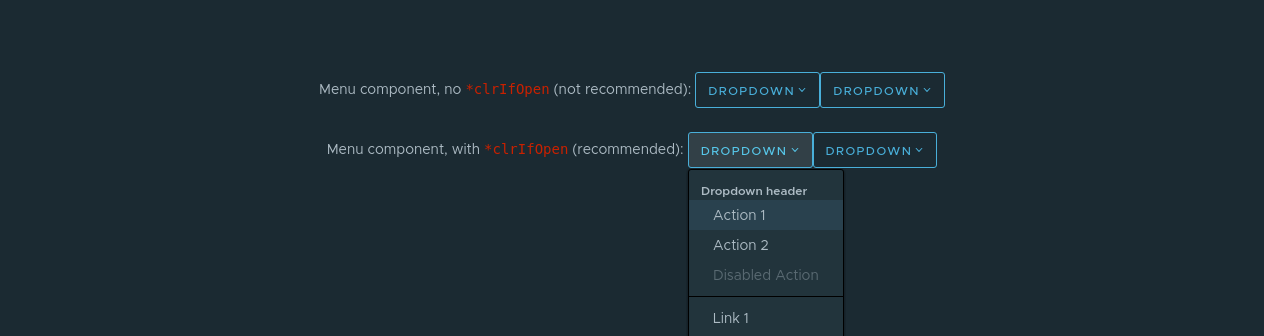 Menu component, no *clrIfOpen (not recommended): DROPDOWN DROPDOWN
Menu component, with *clrIfOpen (recommended): DROPDOWN DROPDOWN
Dropdown header
Action 1
Action 2
Disabled Action
Link 1